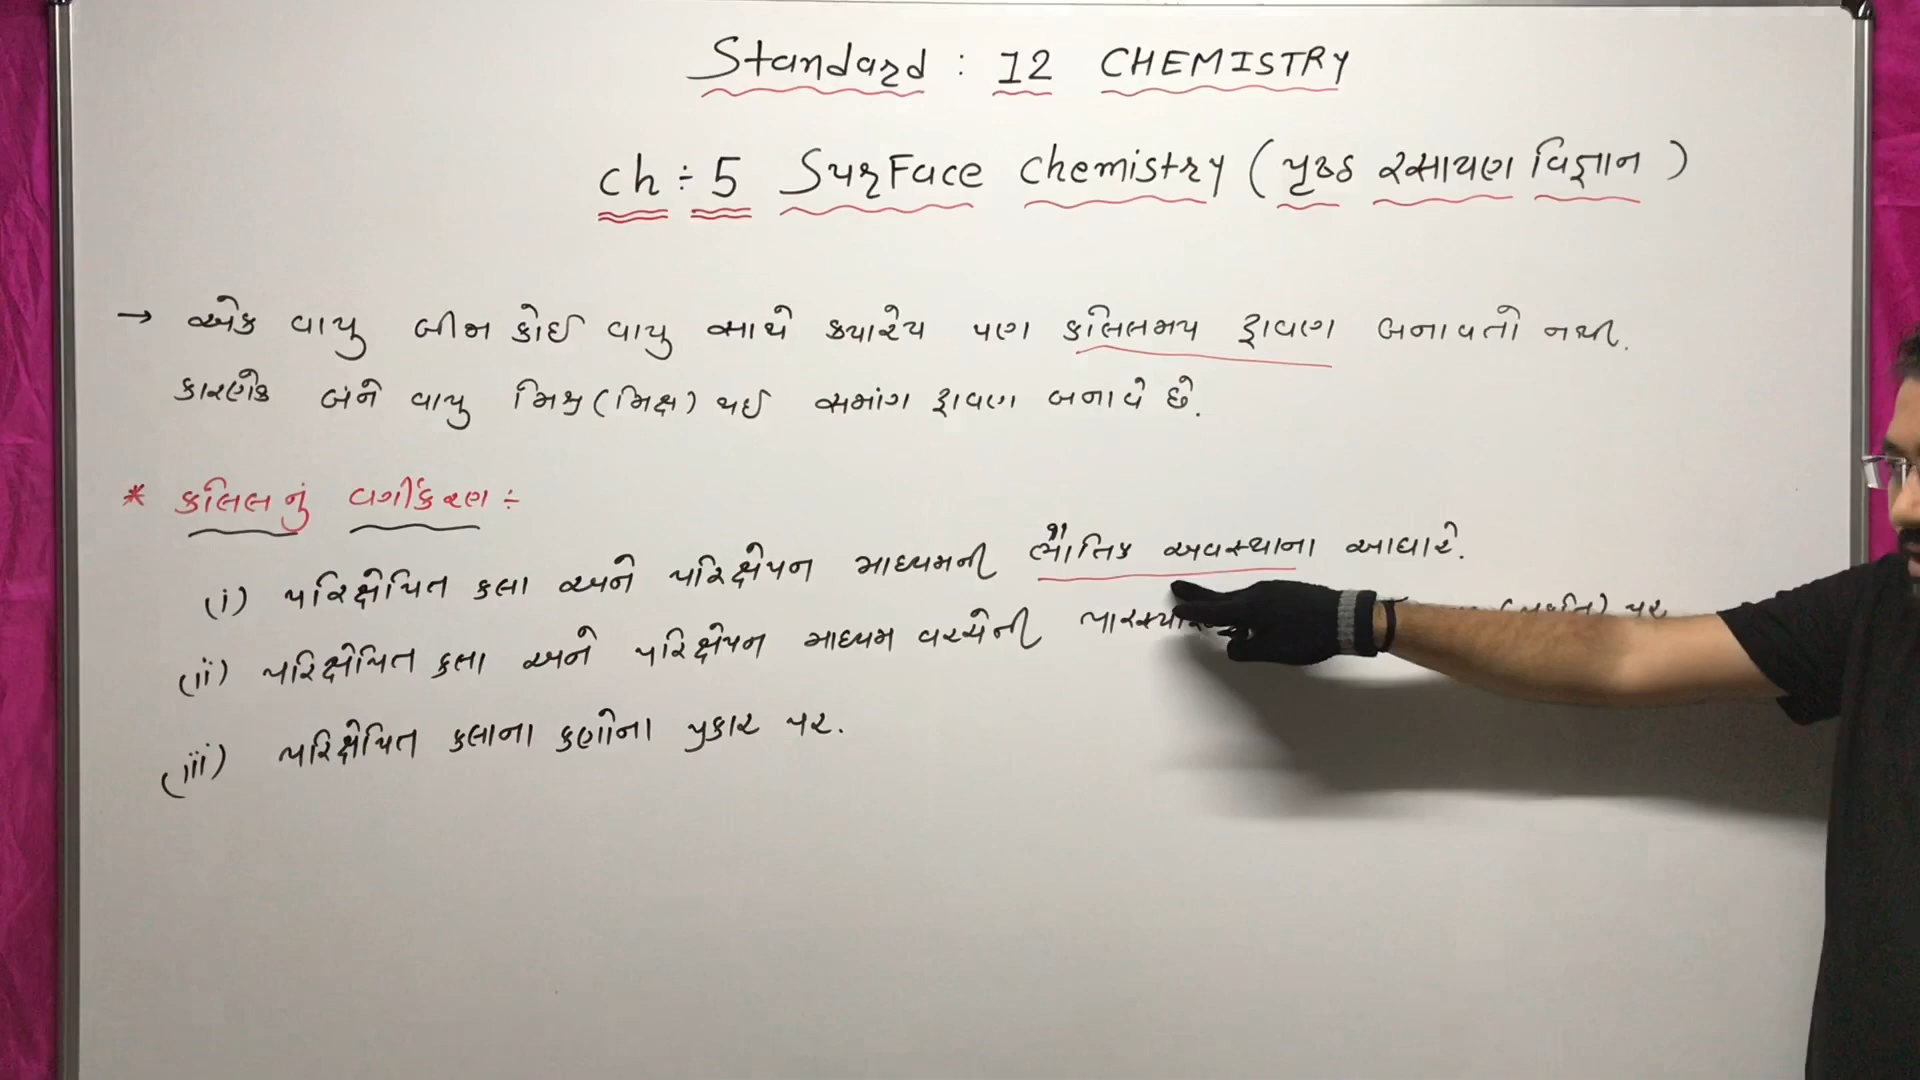 Standard : 12 CHEMISTRY
ch ÷ 5 Surface Chemistry (પૃષ્ઠ રસાયણ વિજ્ઞાન)
→ એક વાયુ બીજા કોઈ વાયુ સાથે ક્યારેય પણ કલિલમય દ્રાવણ બનાવતો નથી.
કારણકે બંને વાયુ મિશ્ર (મિક્ષ) થઈ સમાંગ દ્રાવણ બનાવે છે.
* કલિલનું વર્ગીકરણ ÷
(i) પરિક્ષેપિત કલા અને પરિક્ષેપન માધ્યમની ભૌતિક અવસ્થાના આધારે.
(ii) પરિક્ષેપિત કલા અને પરિક્ષેપન માધ્યમ વચ્ચેની પર
(iii) પરિક્ષેપિત કલાના કણોના પ્રકાર પર.